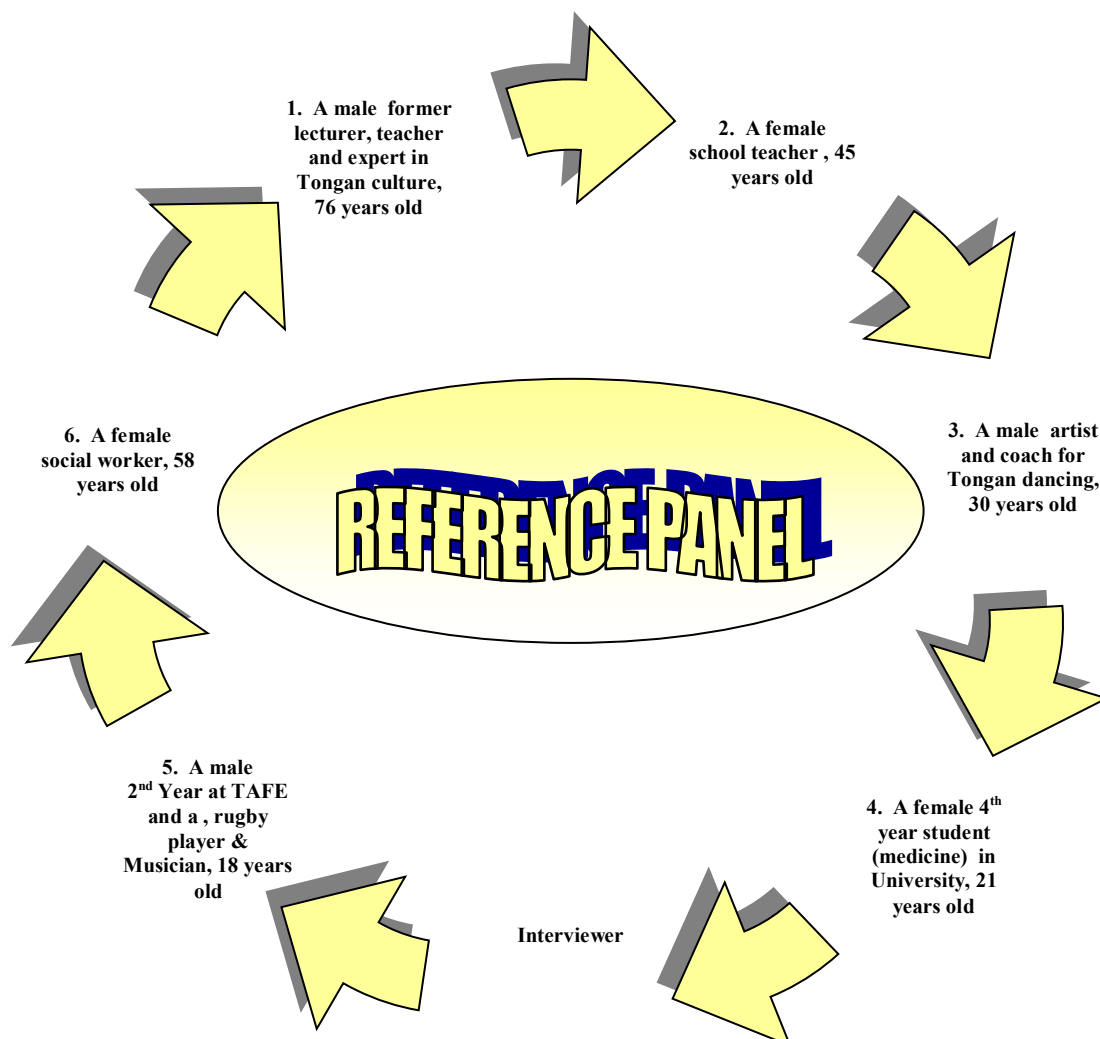 1. A male former
lecturer, teacher
and expert in
Tongan culture,
76 years old
2. A female
school teacher , 45
years old
3. A male artist
and coach for
Tongan dancing,
30 years old
4. A female 4th
year student
(medicine) in
University, 21
years old
Interviewer
5. A male
2nd Year at TAFE
and a , rugby
player &
Musician, 18 years
old
6. A female
social worker, 58
years old
REFERENCE PANEL